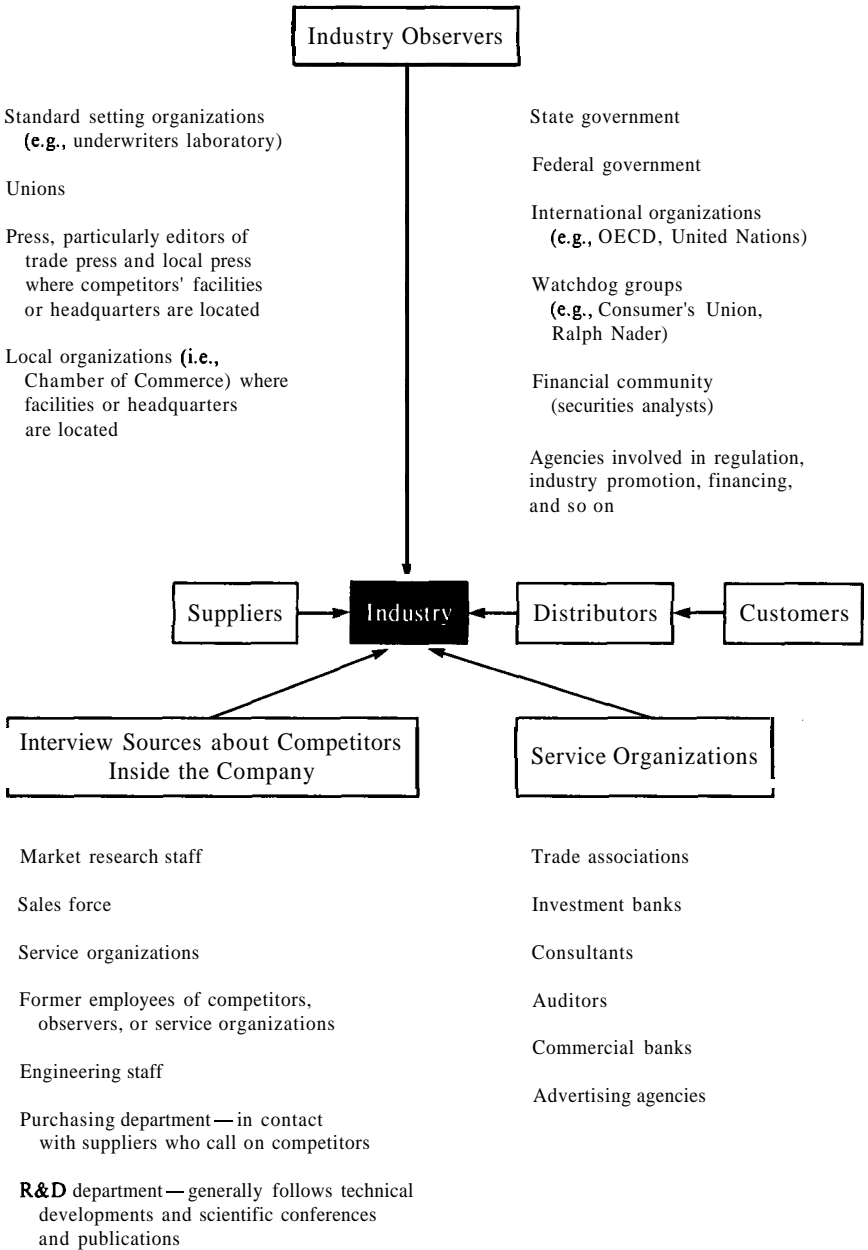 Industry Observers
Standard setting organizations
(e.g., underwriters laboratory)
Unions
Press, particularly editors of
trade press and local press
where competitors' facilities
or headquarters are located
Local organizations (i.e.,
Chamber of Commerce) where
facilities or headquarters
are located
State government
Federal government
International organizations
(e.g., OECD, United Nations)
Watchdog groups
(e.g., Consumer's Union,
Ralph Nader)
Financial community
(securities analysts)
Agencies involved in regulation,
industry promotion, financing,
and so on
Suppliers
Industry
Distributors
Customers
Interview Sources about Competitors
Inside the Company
Service Organizations
Market research staff
Sales force
Service organizations
Former employees of competitors,
observers, or service organizations
Engineering staff
Purchasing department — in contact
with suppliers who call on competitors
R&D department — generally follows technical
developments and scientific conferences
and publications
Trade associations
Investment banks
Consultants
Auditors
Commercial banks
Advertising agencies